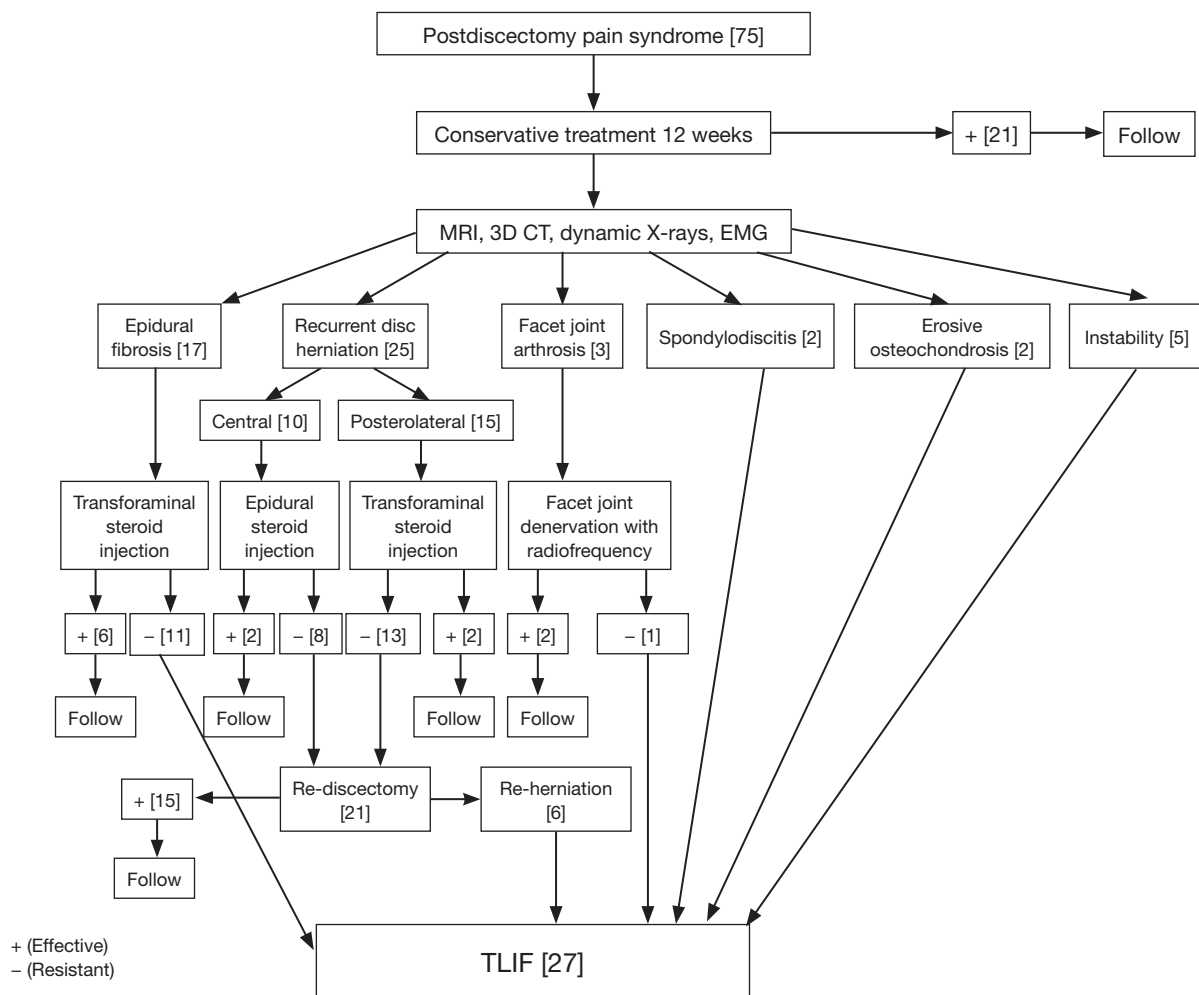 Postdiscectomy pain syndrome [75]
Conservative treatment 12 weeks
+ [21]
Follow
MRI, 3D CT, dynamic X-rays, EMG
Epidural
fibrosis [17]
Recurrent disc
herniation [25]
Facet joint
arthrosis [3]
Spondylodiscitis [2]
Erosive
osteochondrosis [2]
Instability [5]
Central [10]
Posterolateral [15]
Transforaminal
steroid
injection
Epidural
steroid
injection
Transforaminal
steroid
injection
Facet joint
denervation with
radiofrequency
+ [6]
– [11]
+ [2]
– [8]
– [13]
+ [2]
+ [2]
– [1]
Follow
Follow
Follow
Follow
+ [15]
Re-discectomy
[21]
Re-herniation
[6]
Follow
+ (Effective)
– (Resistant)
TLIF [27]